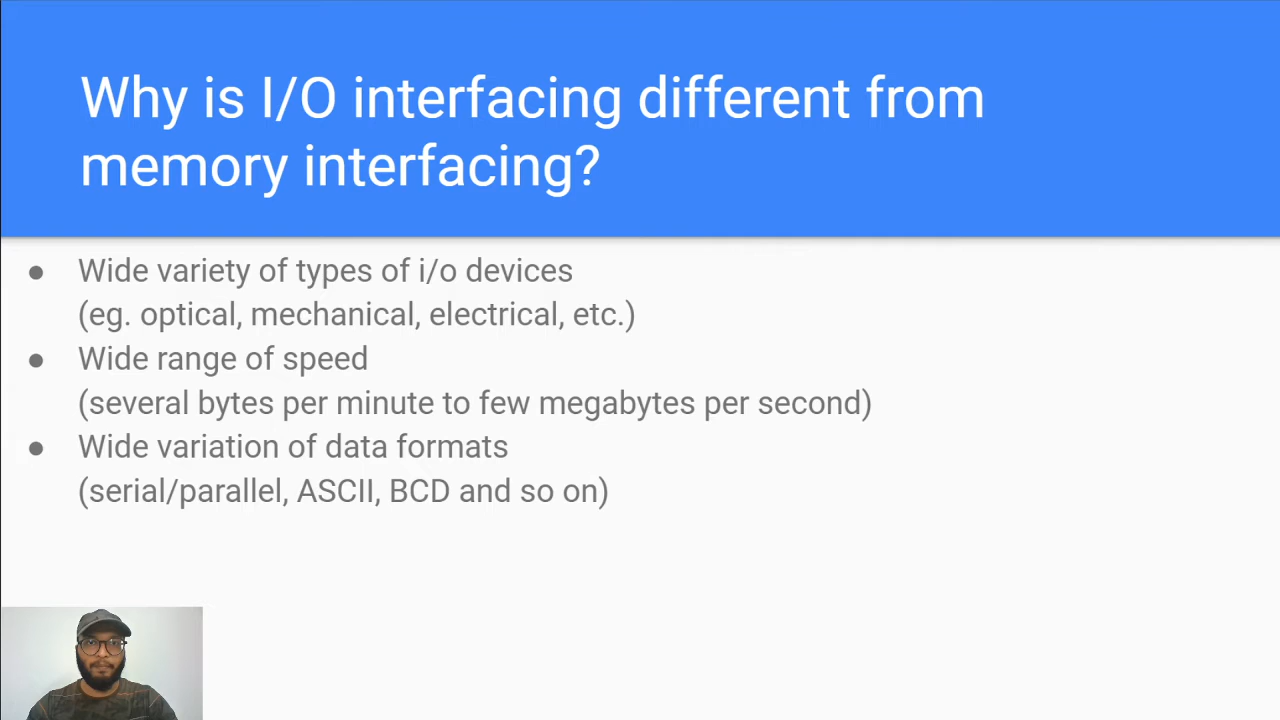 Why is I/O interfacing different from
memory interfacing?
● Wide variety of types of i/o devices
(eg. optical, mechanical, electrical, etc.)
● Wide range of speed
(several bytes per minute to few megabytes per second)
● Wide variation of data formats
(serial/parallel, ASCII, BCD and so on)